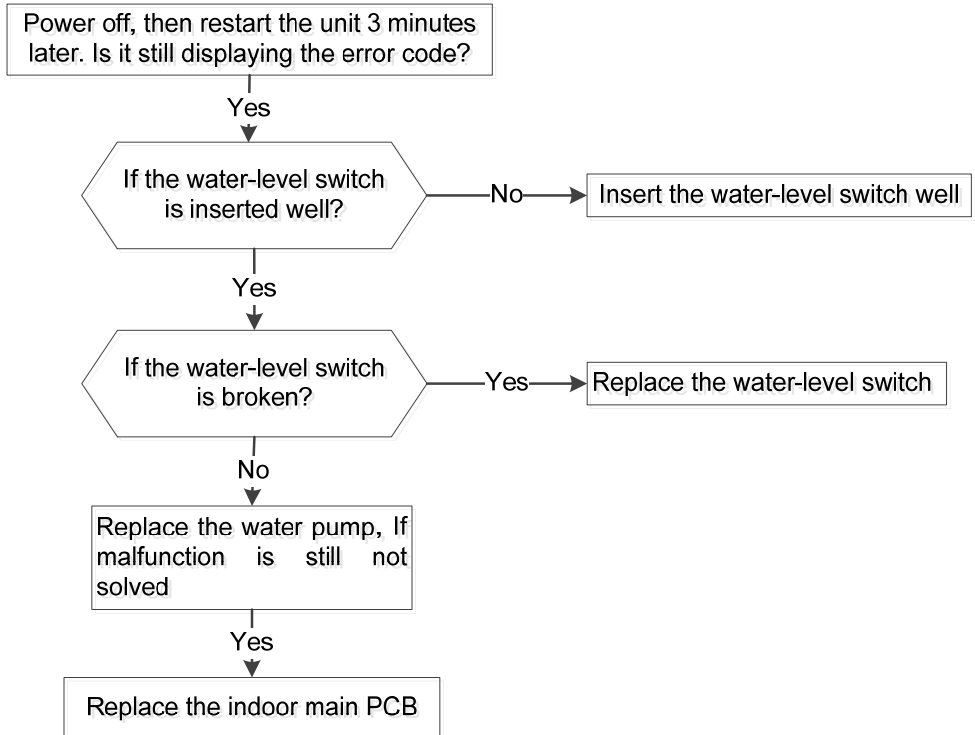 Power off, then restart the unit 3 minutes
later. Is it still displaying the error code?
Yes
If the water-level switch
is inserted well?
No
Insert the water-level switch well
Yes
If the water-level switch
is broken?
Yes
Replace the water-level switch
No
Replace the water pump, If
malfunction is still not
solved
Yes
Replace the indoor main PCB